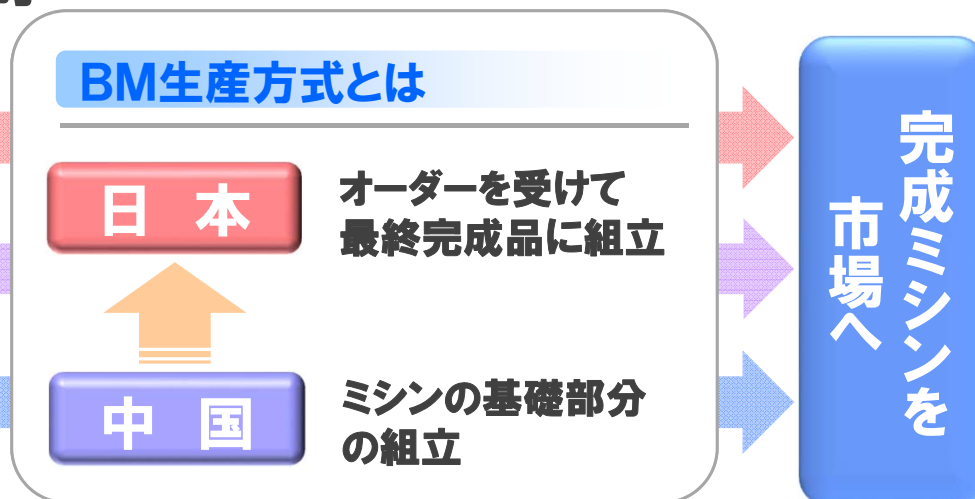 BM生産方式とは
日 本
オーダーを受けて
最終完成品に組立
中 国
ミシンの基礎部分
の組立
完成ミシンを
市場へ